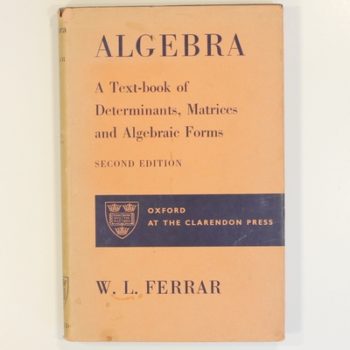 ALGEBRA
A Text-book of
Determinants, Matrices
and Algebraic Forms
SECOND EDITION
OXFORD
AT THE CLARENDON PRESS
W. L. FERRAR